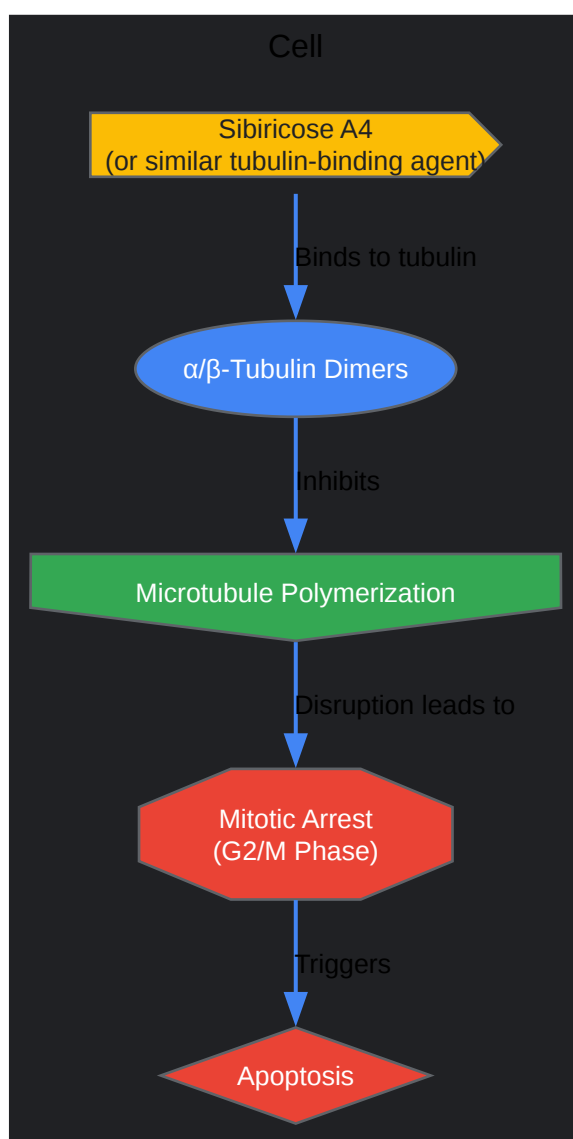 Cell
Sibiricose A4
(or similar tubulin-binding agent)
Binds to tubulin
α/β-Tubulin Dimers
Inhibits
Microtubule Polymerization
Disruption leads to
Mitotic Arrest
(G2/M Phase)
Triggers
Apoptosis